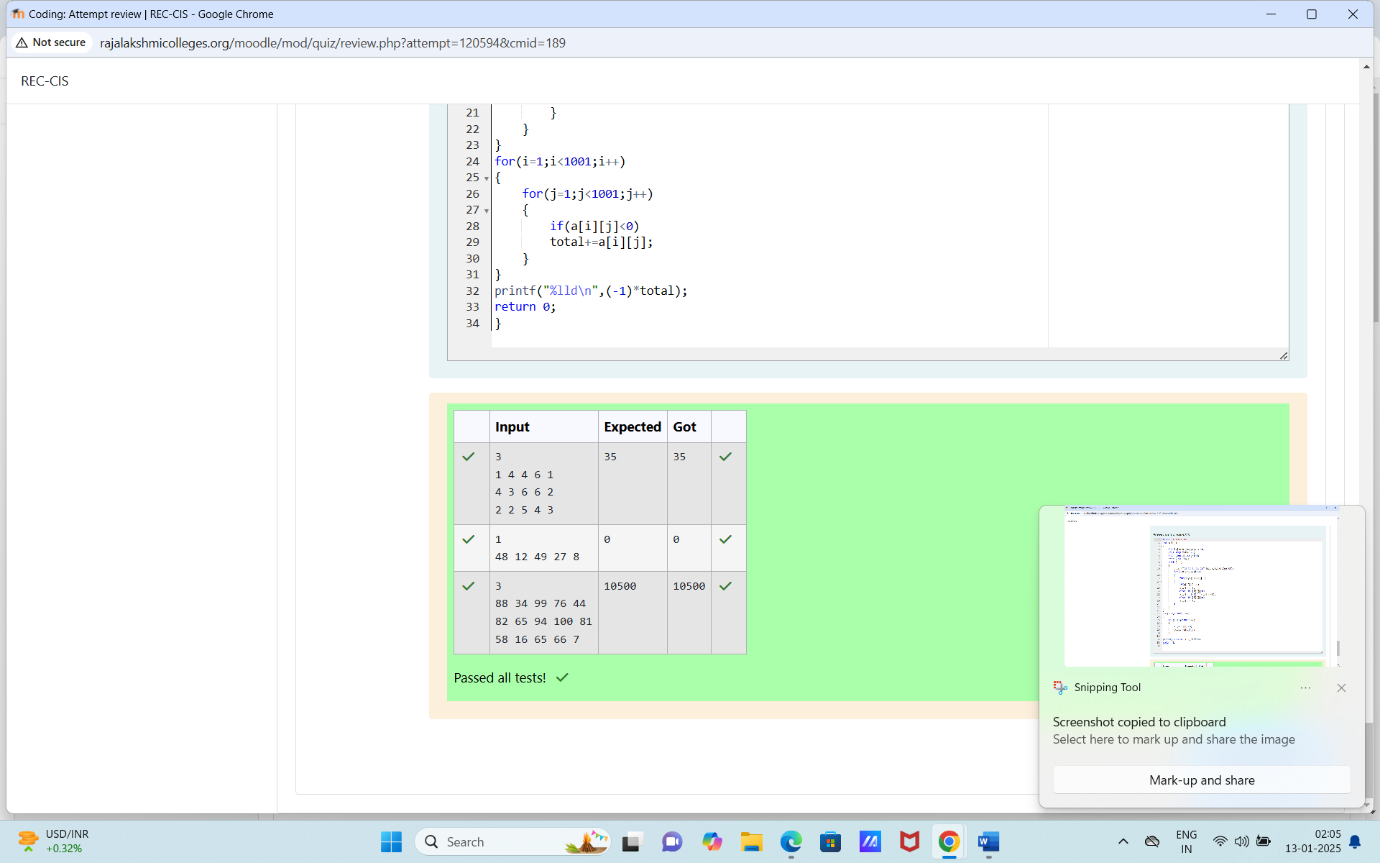 Coding: Attempt review | REC-CIS - Google Chrome
Not secure rajalakshmicolleges.org/moodle/mod/quiz/review.php?attempt=120594&cmid=189
REC-CIS
21 }
22 }
23 }
24 for(i=1;i<1001;i++)
25 {
26 for(j=1;j<1001;j++)
27 {
28 if(a[i][j]<0)
29 total+=a[i][j];
30 }
31 }
32 printf("%lld\n",(-1)*total);
33 return 0;
34 }
Input Expected Got
3 35 35
1 4 4 6 1
4 3 6 6 2
2 2 5 4 3
1 0 0
48 12 49 27 8
3 10500 10500
88 34 99 76 44
82 65 94 100 81
58 16 65 66 7
Passed all tests!
Snipping Tool
Screenshot copied to clipboard
Select here to mark up and share the image
Mark-up and share
USD/INR
+0.32%
Search
ENG
IN
02:05
13-01-2025